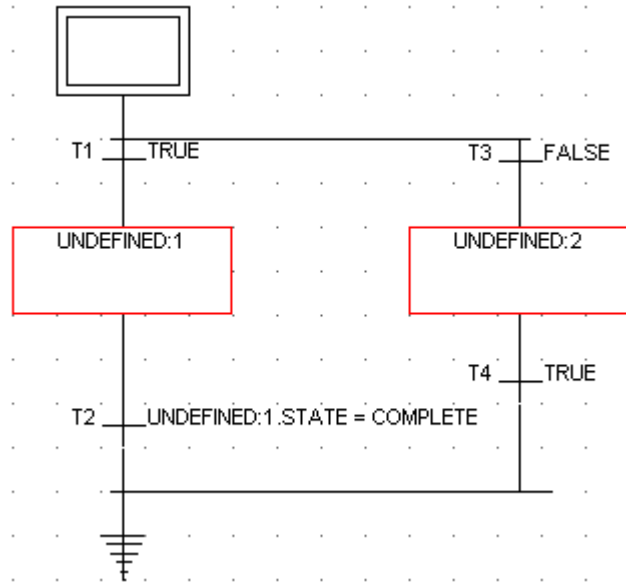 T1 TRUE
T3 FALSE
UNDEFINED:1
UNDEFINED:2
T4 TRUE
T2 UNDEFINED:1.STATE = COMPLETE